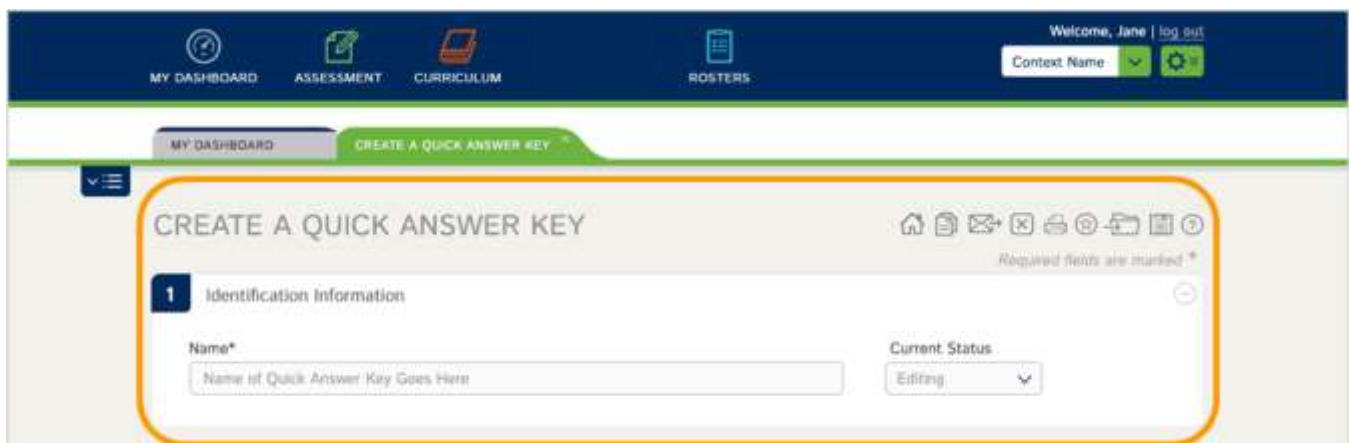 Welcome, Jane | log out
MY DASHBOARD ASSESSMENT CURRICULUM ROSTERS
Context Name
MY DASHBOARD CREATE A QUICK ANSWER KEY ×
CREATE A QUICK ANSWER KEY
Required fields are marked *
1 Identification Information
Name* Current Status
Name of Quick Answer Key Goes Here Editing